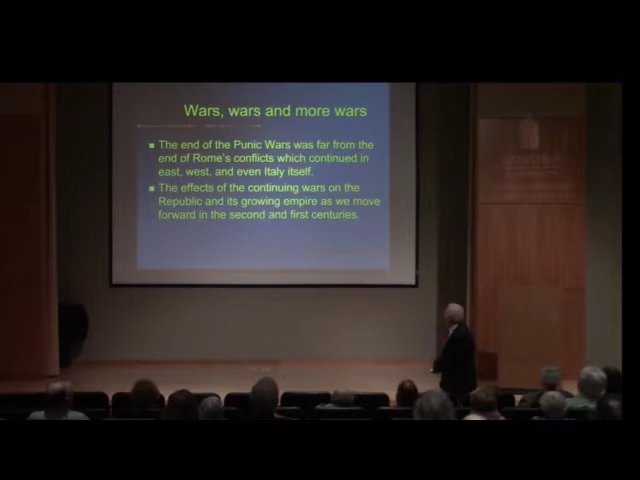 Wars, wars and more wars
The end of the Punic Wars was far from the
end of Rome's conflicts which continued in
east, west, and even Italy itself.
The effects of the continuing wars on the
Republic and its growing empire as we move
forward in the second and first centuries.